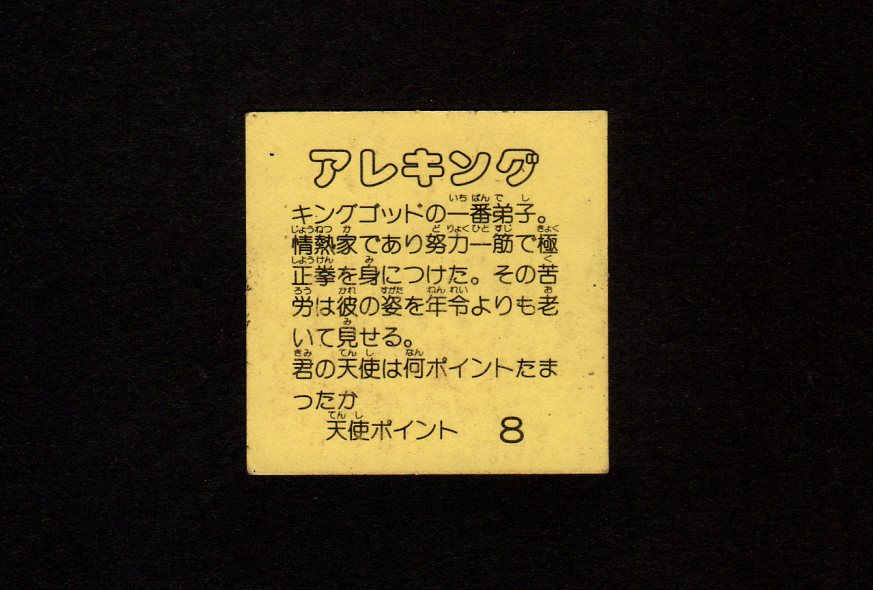 アレキング
キングゴッドの一番弟子。
情熱家であり努力一筋で極
正拳を身につけた。その苦
労は彼の姿を年令よりも老
いて見せる。
君の天使は何ポイントたま
ったか
天使ポイント 8